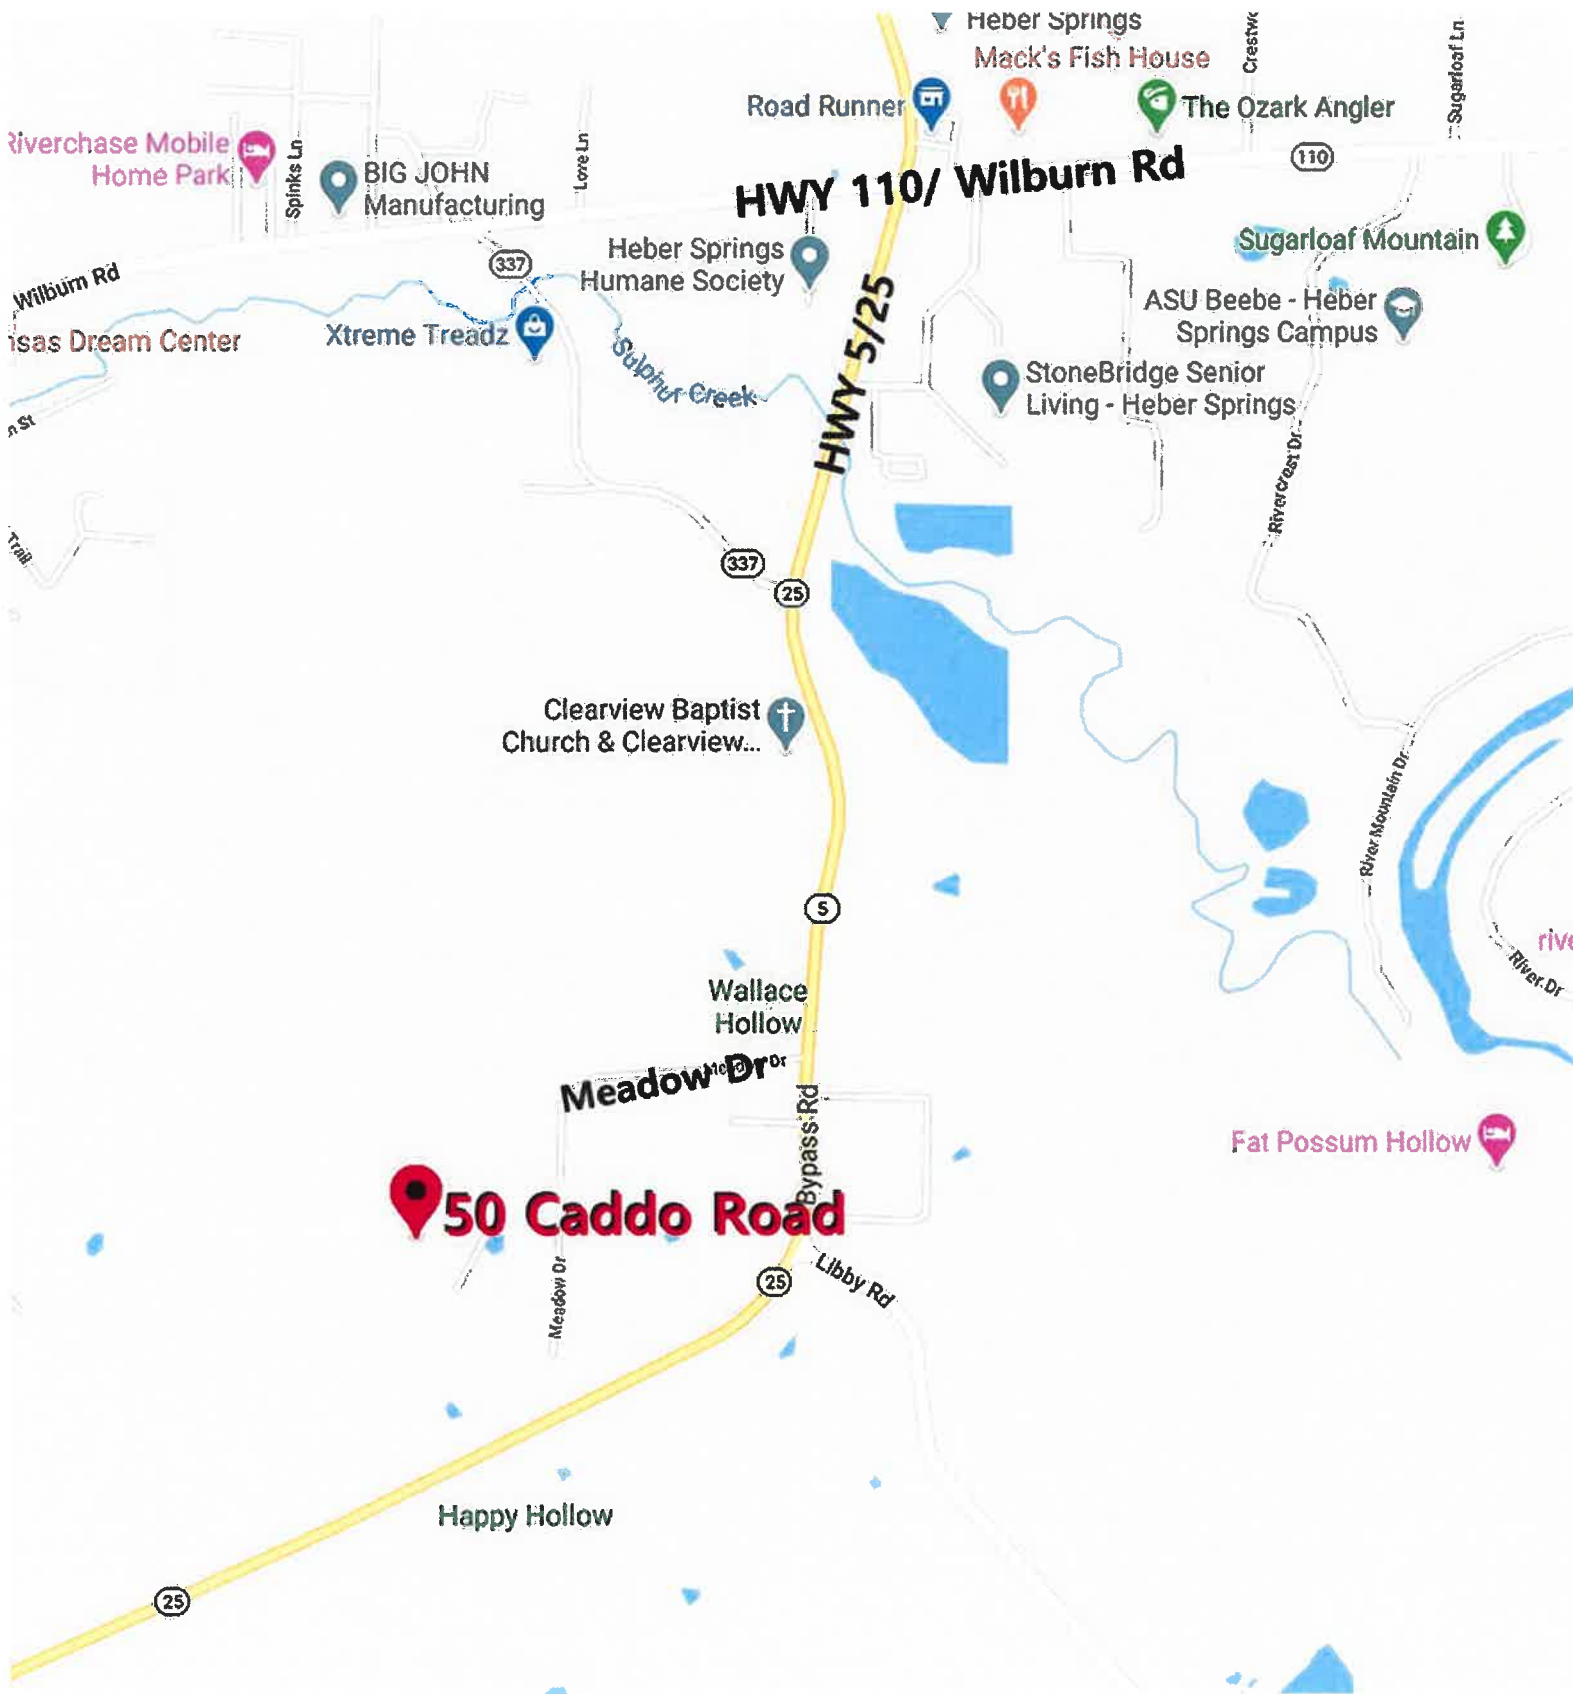 Heber Springs
Mack's Fish House
Road Runner
The Ozark Angler
Sugarloaf Ln
110
Riverchase Mobile
Home Park
Spinks Ln
BIG JOHN
Manufacturing
Love Ln
HWY 110/ Wilburn Rd
Heber Springs
Humane Society
Sugarloaf Mountain
337
Wilburn Rd
ASU Beebe - Heber
Springs Campus
Dream Center
Xtreme Treadz
Sulphur Creek
HWY 5/25
StoneBridge Senior
Living - Heber Springs
St
Rivercrest Dr
Trail
337
25
Clearview Baptist
Church & Clearview...
River Mountain Dr
5
River Dr
Wallace
Hollow
Meadow Dr
Dr
Bypass Rd
Fat Possum Hollow
50 Caddo Road
Meadow Dr
25
Libby Rd
Happy Hollow
25